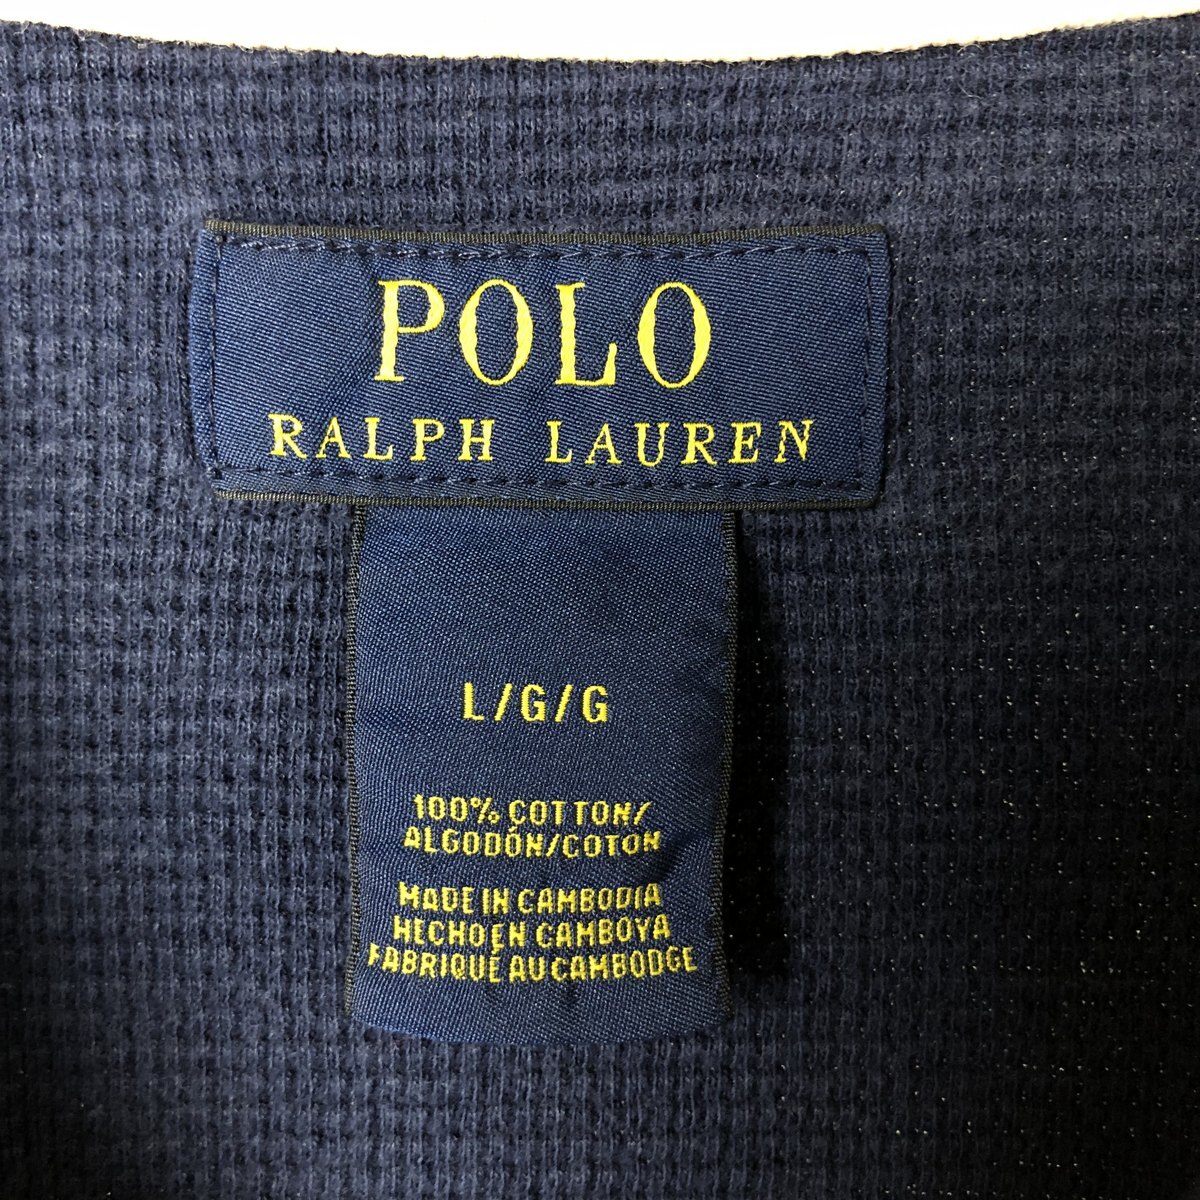 POLO
RALPH LAUREN
L/G/G
100% COTTON/
ALGODÓN/COTON
MADE IN CAMBODIA
HECHO EN CAMBOYA
FABRIQUÉ AU CAMBODGE